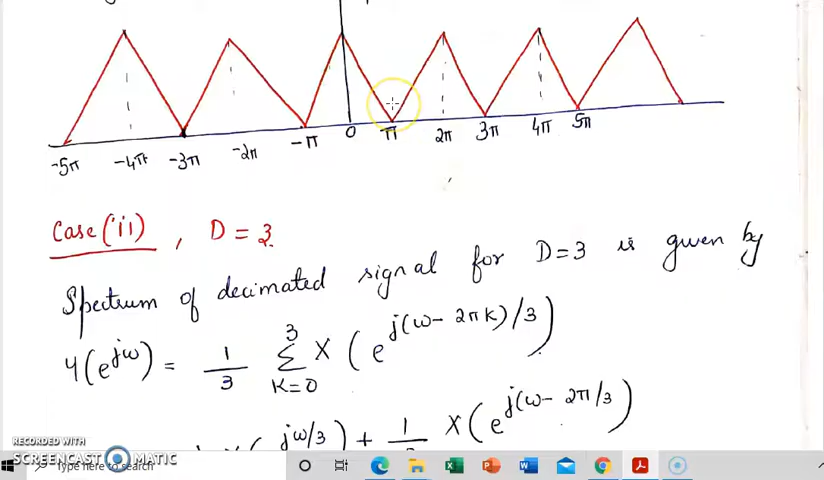 -5π -4π -3π -2π -π 0 π 2π 3π 4π 5π
Case(ii) , D = 3
Spectrum of decimated signal for D=3 is given by
Y(e^{jω}) = 1/3 Σ_{K=0}^{3} X(e^{j(ω-2πK)/3})
X( jω/3 ) + 1/ X(e^{j(ω-2π/3})
RECORDED WITH
SCREENCAST MATIC
Type here to search